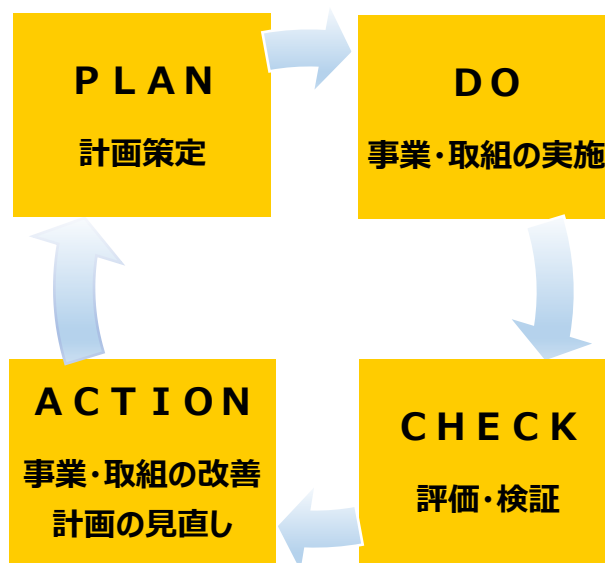 ＰＬＡＮ
計画策定
ＤＯ
事業・取組の実施
ＣＨＥＣＫ
評価・検証
ＡＣＴＩＯＮ
事業・取組の改善
計画の見直し